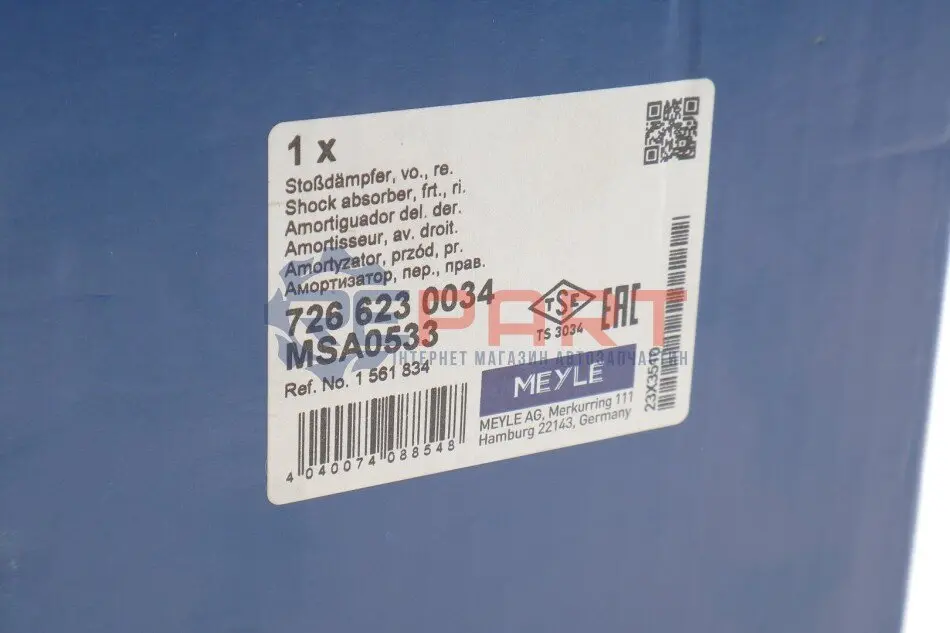 1 x
Stoßdämpfer, vo., re.
Shock absorber, frt., ri.
Amortiguador del. der.
Amortisseur, av. droit.
Amortyzator, przód, pr.
Амортизатор, пер., прав.
726 623 0034
MSA0533
Ref. No. 1 561 834
4 040074 088548
TSE
TS 3034
EAC
MEYLE
MEYLE AG, Merkurring 111
Hamburg 22143, Germany
23X3510
PART
ІНТЕРНЕТ МАГАЗИН АВТОЗАПЧАСТИН